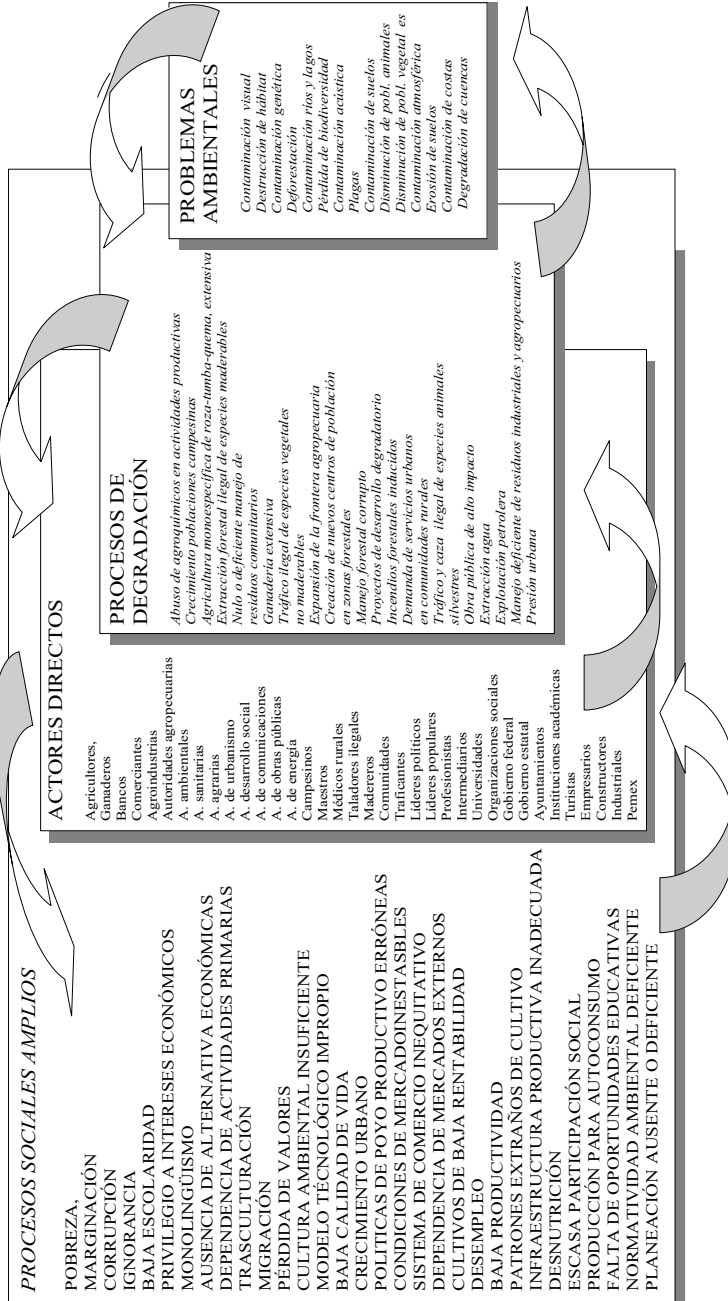 PROCESOS SOCIALES AMPLIOS
POBREZA,
MARGINACIÓN
CORRUPCIÓN
IGNORANCIA
BAJA ESCOLARIDAD
PRIVILEGIO A INTERESES ECONÓMICOS
MONOLINGÜISMO
AUSENCIA DE ALTERNATIVA ECONÓMICAS
DEPENDENCIA DE ACTIVIDADES PRIMARIAS
TRASCULTURACIÓN
MIGRACIÓN
PÉRDIDA DE VALORES
CULTURA AMBIENTAL INSUFICIENTE
MODELO TÉCNOLÓGICO IMPROPIO
BAJA CALIDAD DE VIDA
CRECIMIENTO URBANO
POLITICAS DE POYO PRODUCTIVO ERRÓNEAS
CONDICIONES DE MERCADOINESTASBLES
SISTEMA DE COMERCIO INEQUITATIVO
DEPENDENCIA DE MERCADOS EXTERNOS
CULTIVOS DE BAJA RENTABILIDAD
DESEMPLEO
BAJA PRODUCTIVIDAD
PATRONES EXTRAÑOS DE CULTIVO
INFRAESTRUCTURA PRODUCTIVA INADECUADA
DESNUTRICIÓN
ESCASA PARTICIPACIÓN SOCIAL
PRODUCCIÓN PARA AUTOCONSUMO
FALTA DE OPORTUNIDADES EDUCATIVAS
NORMATIVIDAD AMBIENTAL DEFICIENTE
PLANEACIÓN AUSENTE O DEFICIENTE
ACTORES DIRECTOS
Agricultores,
Ganaderos
Bancos
Comerciantes
Agroindustrias
Autoridades agropecuarias
A. ambientales
A. sanitarias
A. agrarias
A. de urbanismo
A. desarrollo social
A. de comunicaciones
A. de obras públicas
A. de energía
Campesinos
Maestros
Médicos rurales
Taladores ilegales
Madereros
Comunidades
Traficantes
Líderes políticos
Líderes populares
Profesionistas
Intermediarios
Universidades
Organizaciones sociales
Gobierno federal
Gobierno estatal
Ayuntamientos
Instituciones académicas
Turistas
Empresarios
Constructores
Industriales
Pemex
PROCESOS DE
DEGRADACIÓN
Abuso de agroquímicos en actividades productivas
Crecimiento poblaciones campesinas
Agricultura monoespecífica de roza-tumba-quema, extensiva
Extracción forestal ilegal de especies maderables
Nulo o deficiente manejo de
residuos comunitarios
Ganadería extensiva
Tráfico ilegal de especies vegetales
no maderables
Expansión de la frontera agropecuaria
Creación de nuevos centros de población
en zonas forestales
Manejo forestal corrupto
Proyectos de desarrollo degradatorio
Incendios forestales inducidos
Demanda de servicios urbanos
en comunidades rurales
Tráfico y caza  ilegal de especies animales
silvestres
Obra pública de alto impacto
Extracción agua
Explotación petrolera
Manejo deficiente de residuos industriales y agropecuarios
Presión urbana
PROBLEMAS
AMBIENTALES
Contaminación  visual
Destrucción de hábitat
Contaminación genética
Deforestación
Contaminación ríos y lagos
Pérdida de biodiversidad
Contaminación acústica
Plagas
Contaminación de suelos
Disminución de pobl. animales
Disminución de pobl. vegetal es
Contaminación atmosférica
Erosión de suelos
Contaminación de costas
Degradación de cuencas